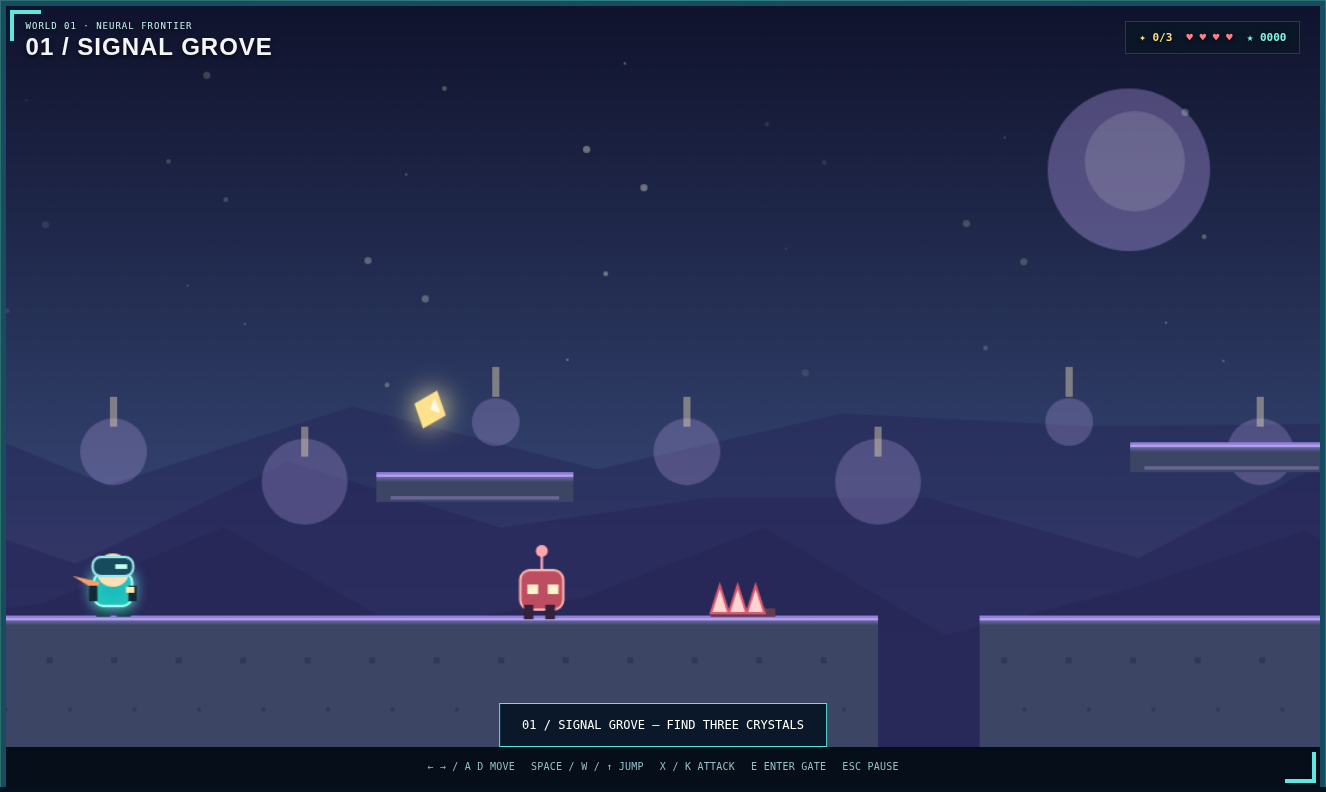 WORLD 01 · NEURAL FRONTIER
01 / SIGNAL GROVE
✦ 0/3 ♥ ♥ ♥ ♥ ★ 0000
01 / SIGNAL GROVE — FIND THREE CRYSTALS
← → / A D MOVE SPACE / W / ↑ JUMP X / K ATTACK E ENTER GATE ESC PAUSE